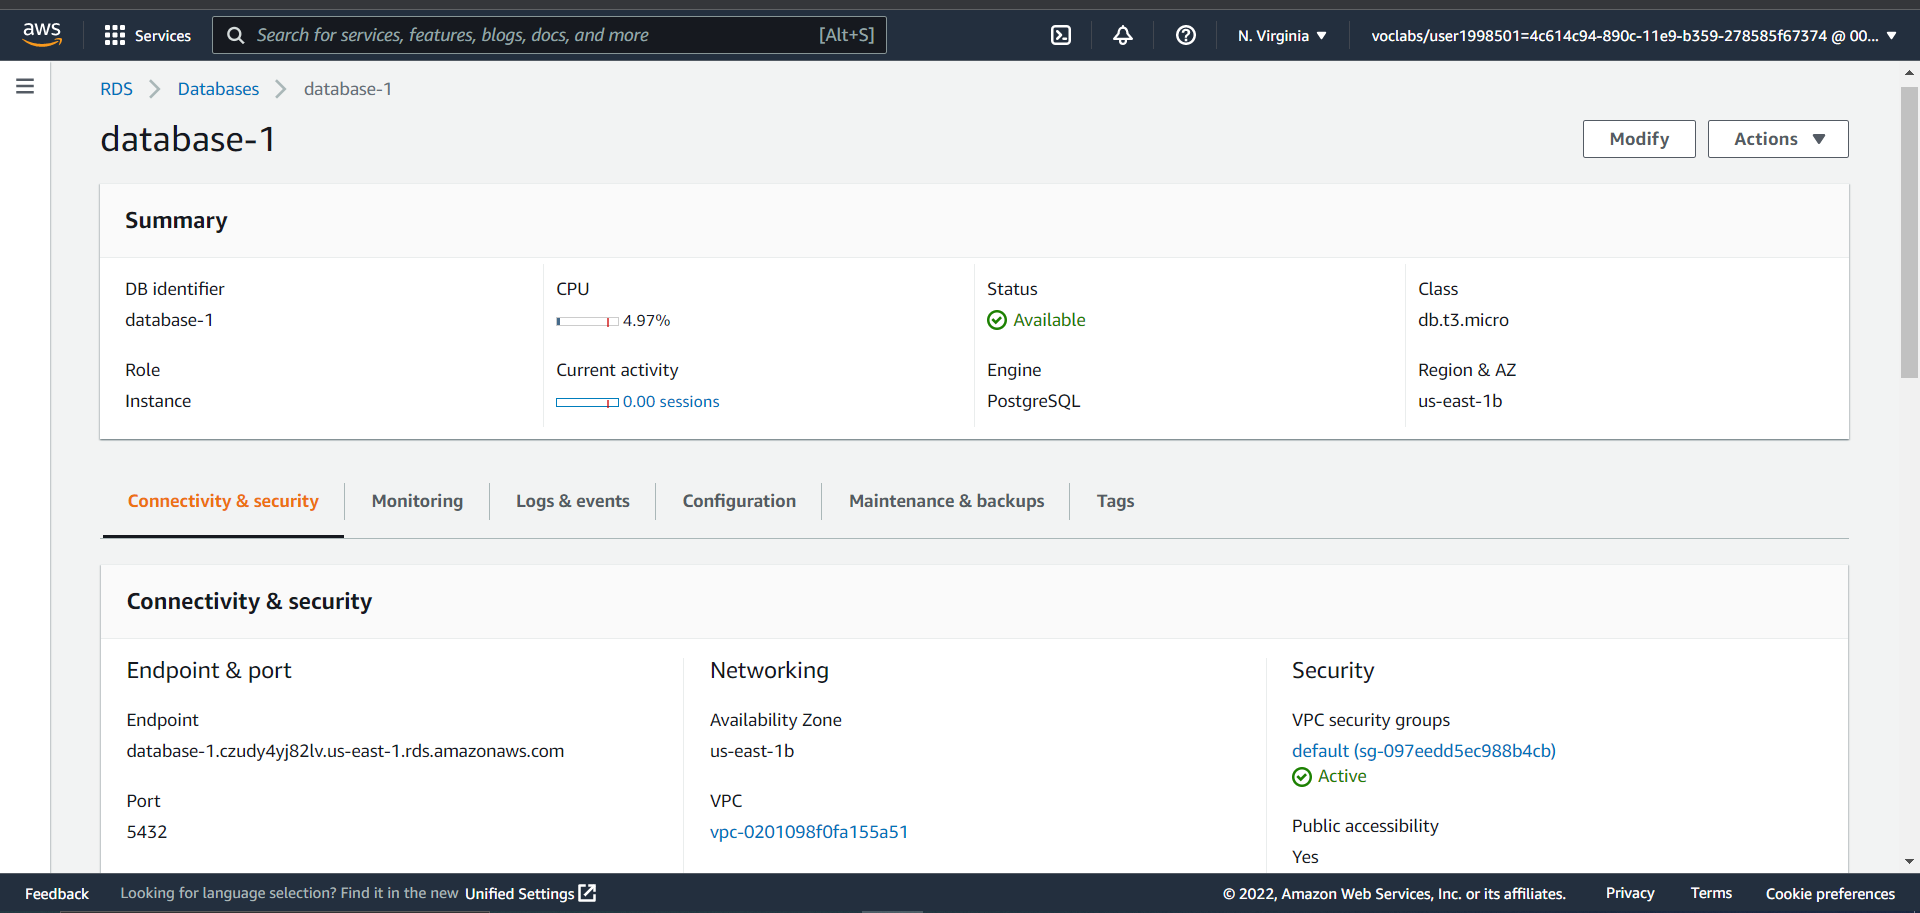 aws Services Search for services, features, blogs, docs, and more [Alt+S] N. Virginia voclabs/user1998501=4c614c94-890c-11e9-b359-278585f67374 @ 00...
RDS Databases database-1
database-1 Modify Actions
Summary
DB identifier CPU Status Class
database-1 4.97% Available db.t3.micro
Role Current activity Engine Region & AZ
Instance 0.00 sessions PostgreSQL us-east-1b
Connectivity & security Monitoring Logs & events Configuration Maintenance & backups Tags
Connectivity & security
Endpoint & port Networking Security
Endpoint Availability Zone VPC security groups
database-1.czudy4yj82lv.us-east-1.rds.amazonaws.com us-east-1b default (sg-097eedd5ec988b4cb)
Active
Port VPC
5432 vpc-0201098f0fa155a51
Public accessibility
Yes
Feedback Looking for language selection? Find it in the new Unified Settings © 2022, Amazon Web Services, Inc. or its affiliates. Privacy Terms Cookie preferences